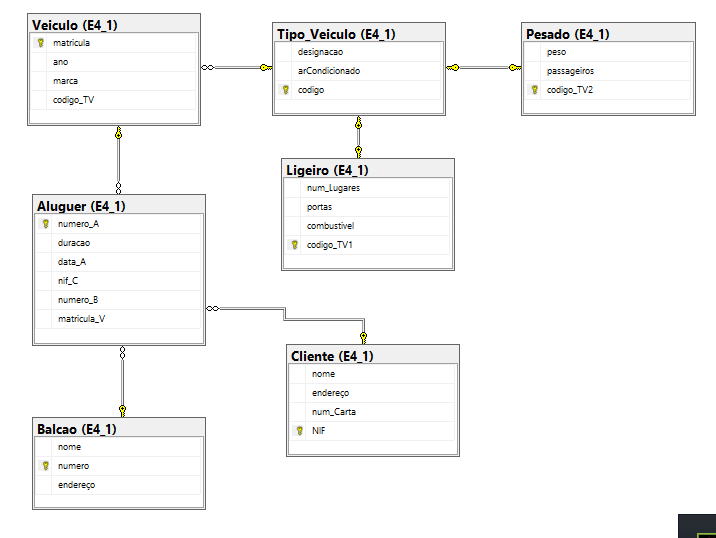 Veiculo (E4_1)
matricula
ano
marca
codigo_TV
Tipo_Veiculo (E4_1)
designacao
arCondicionado
codigo
Pesado (E4_1)
peso
passageiros
codigo_TV2
Ligeiro (E4_1)
num_Lugares
portas
combustivel
codigo_TV1
Aluguer (E4_1)
numero_A
duracao
data_A
nif_C
numero_B
matricula_V
Cliente (E4_1)
nome
endereço
num_Carta
NIF
Balcao (E4_1)
nome
numero
endereço